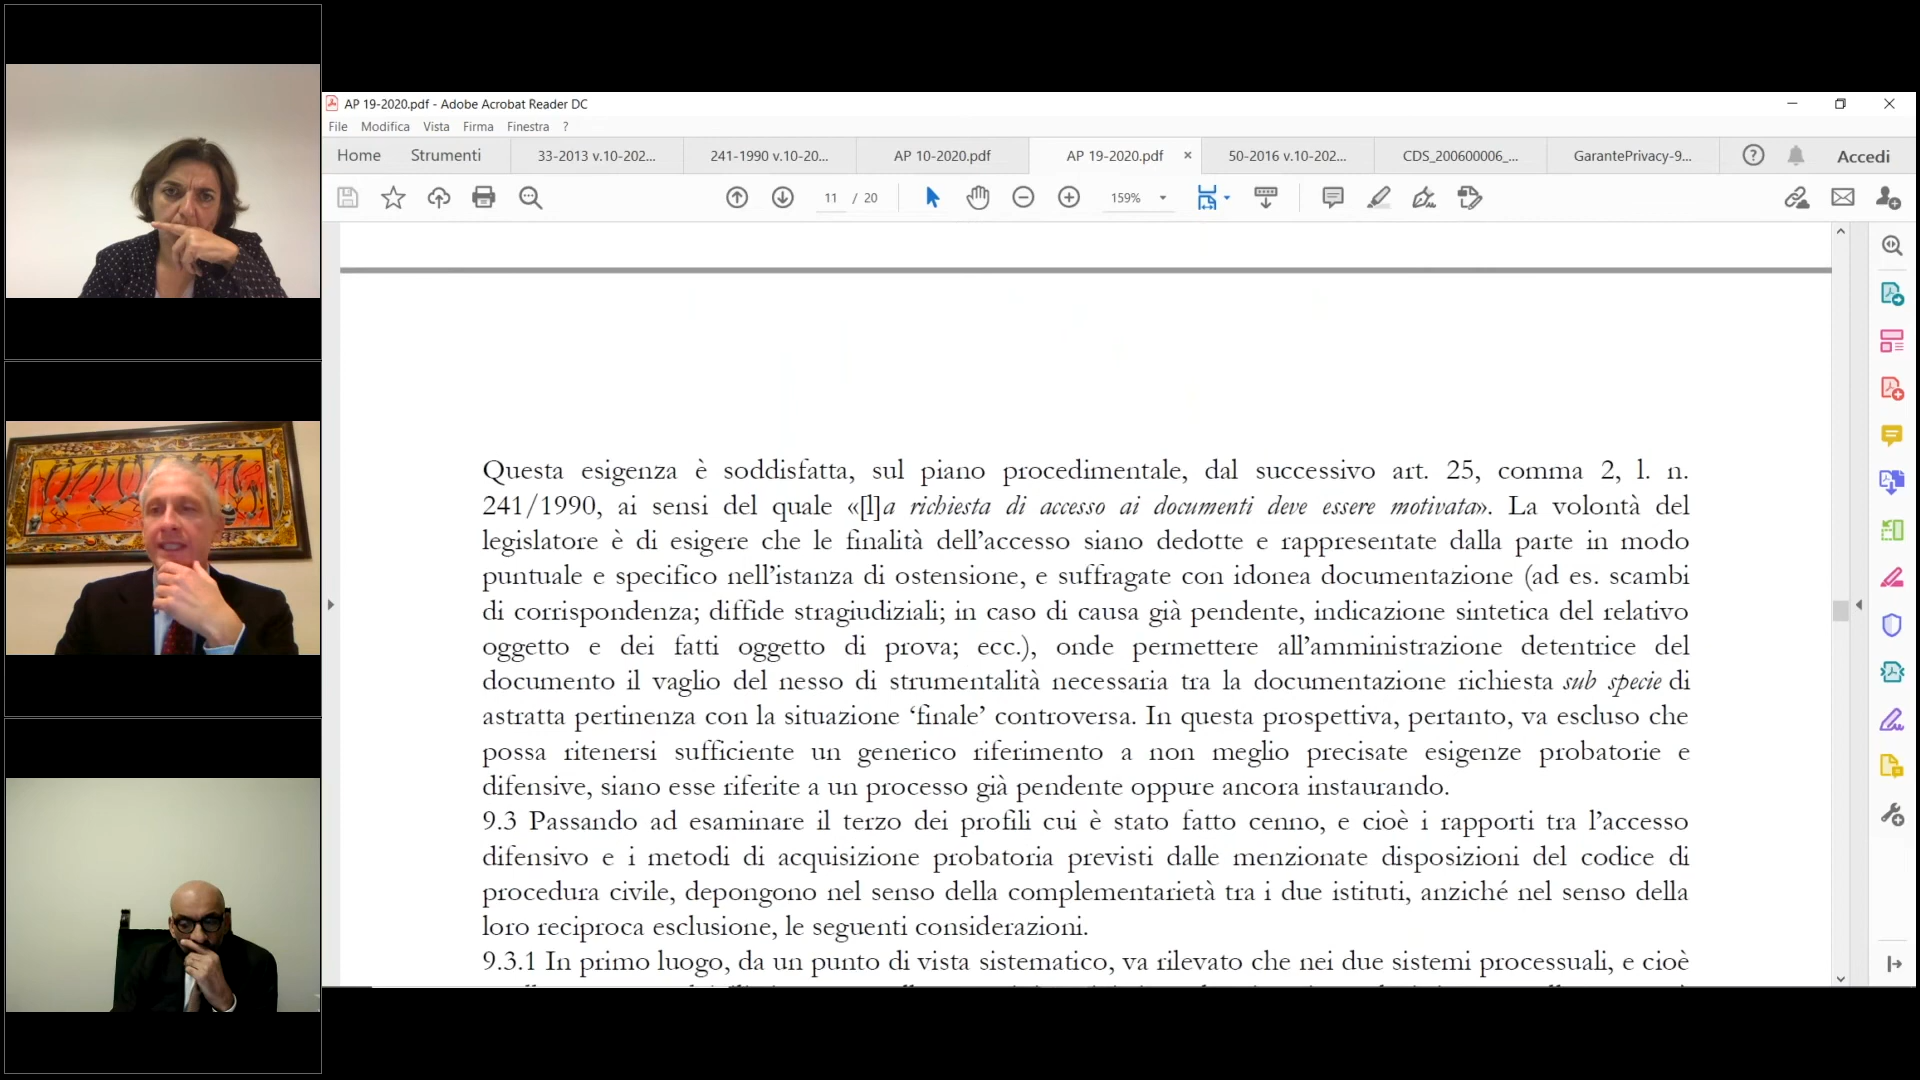 AP 19-2020.pdf - Adobe Acrobat Reader DC
File Modifica Vista Firma Finestra ?
Home Strumenti 33-2013 v.10-202... 241-1990 v.10-20... AP 10-2020.pdf AP 19-2020.pdf × 50-2016 v.10-202... CDS_200600006_... GarantePrivacy-9... Accedi
11 / 20 159%
Questa esigenza è soddisfatta, sul piano procedimentale, dal successivo art. 25, comma 2, l. n.
241/1990, ai sensi del quale «[l]a richiesta di accesso ai documenti deve essere motivata». La volontà del
legislatore è di esigere che le finalità dell’accesso siano dedotte e rappresentate dalla parte in modo
puntuale e specifico nell’istanza di ostensione, e suffragate con idonea documentazione (ad es. scambi
di corrispondenza; diffide stragiudiziali; in caso di causa già pendente, indicazione sintetica del relativo
oggetto e dei fatti oggetto di prova; ecc.), onde permettere all’amministrazione detentrice del
documento il vaglio del nesso di strumentalità necessaria tra la documentazione richiesta sub specie di
astratta pertinenza con la situazione ‘finale’ controversa. In questa prospettiva, pertanto, va escluso che
possa ritenersi sufficiente un generico riferimento a non meglio precisate esigenze probatorie e
difensive, siano esse riferite a un processo già pendente oppure ancora instaurando.
9.3 Passando ad esaminare il terzo dei profili cui è stato fatto cenno, e cioè i rapporti tra l’accesso
difensivo e i metodi di acquisizione probatoria previsti dalle menzionate disposizioni del codice di
procedura civile, depongono nel senso della complementarietà tra i due istituti, anziché nel senso della
loro reciproca esclusione, le seguenti considerazioni.
9.3.1 In primo luogo, da un punto di vista sistematico, va rilevato che nei due sistemi processuali, e cioè